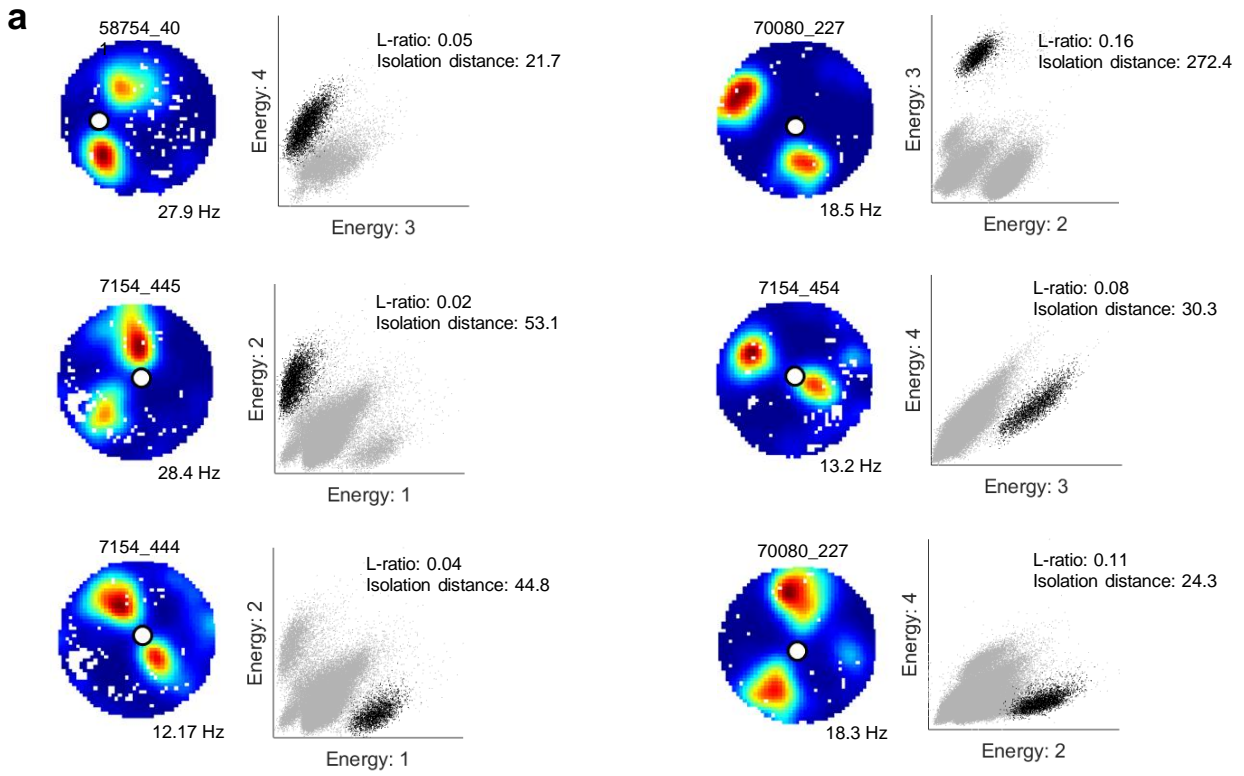 a
58754_40
1
L-ratio: 0.05
Isolation distance: 21.7
Energy: 4
Energy: 3
27.9 Hz
70080_227
L-ratio: 0.16
Isolation distance: 272.4
Energy: 3
Energy: 2
18.5 Hz
7154_445
L-ratio: 0.02
Isolation distance: 53.1
Energy: 2
Energy: 1
28.4 Hz
7154_454
L-ratio: 0.08
Isolation distance: 30.3
Energy: 4
Energy: 3
13.2 Hz
7154_444
L-ratio: 0.04
Isolation distance: 44.8
Energy: 2
Energy: 1
12.17 Hz
70080_227
L-ratio: 0.11
Isolation distance: 24.3
Energy: 4
Energy: 2
18.3 Hz